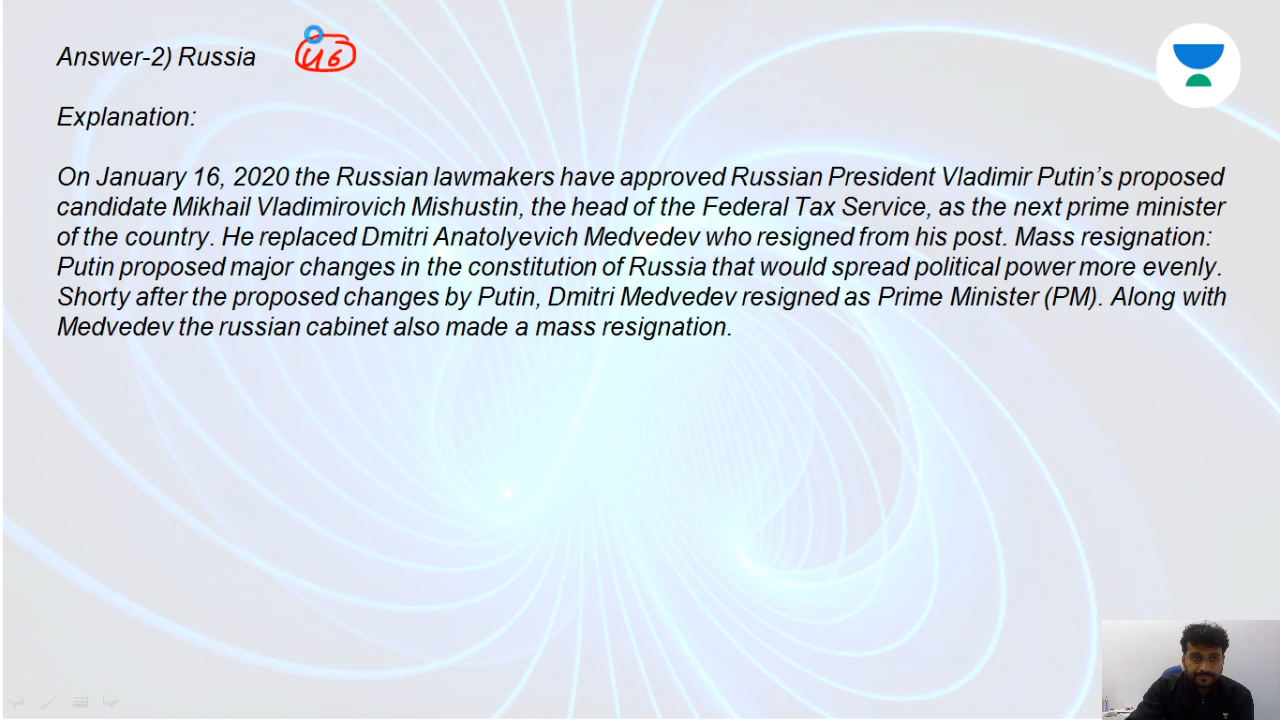 Answer-2) Russia 46
Explanation:
On January 16, 2020 the Russian lawmakers have approved Russian President Vladimir Putin’s proposed
candidate Mikhail Vladimirovich Mishustin, the head of the Federal Tax Service, as the next prime minister
of the country. He replaced Dmitri Anatolyevich Medvedev who resigned from his post. Mass resignation:
Putin proposed major changes in the constitution of Russia that would spread political power more evenly.
Shorty after the proposed changes by Putin, Dmitri Medvedev resigned as Prime Minister (PM). Along with
Medvedev the russian cabinet also made a mass resignation.